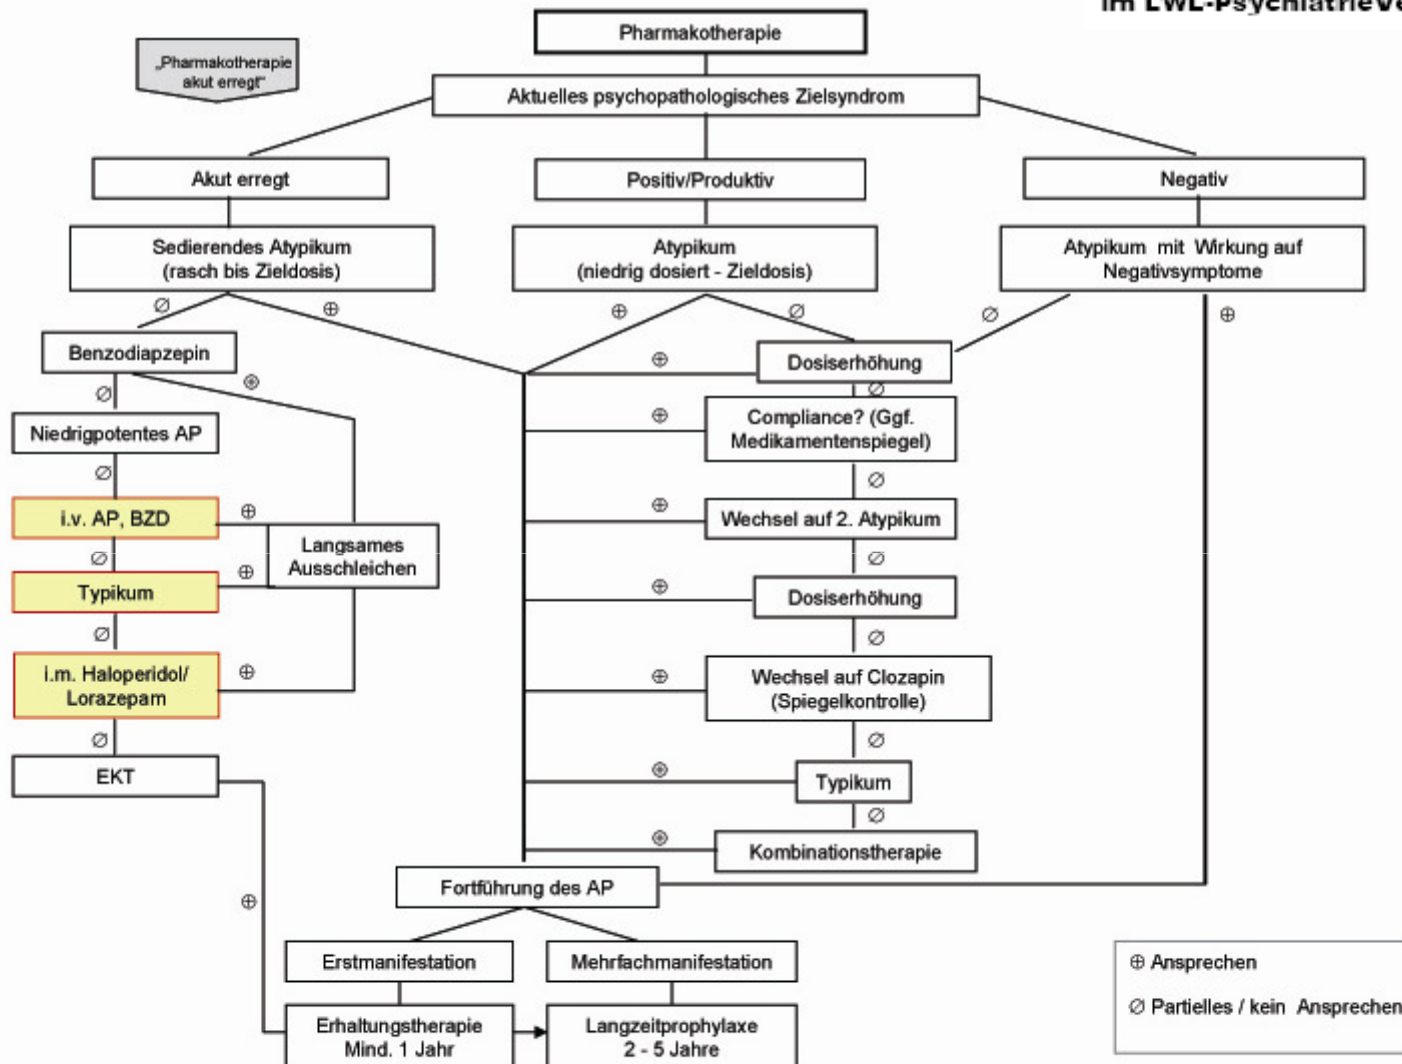 im LWL-Psychiatrieve
Pharmakotherapie
„Pharmakotherapie
akut erregt"
Aktuelles psychopathologisches Zielsyndrom
Akut erregt
Positiv/Produktiv
Negativ
Sedierendes Atypikum
(rasch bis Zieldosis)
Atypikum
(niedrig dosiert - Zieldosis)
Atypikum mit Wirkung auf
Negativsymptome
∅
⊕
⊕
∅
∅
⊕
Benzodiapzepin
⊕
Dosiserhöhung
∅
⊕
∅
Niedrigpotentes AP
⊕
Compliance? (Ggf.
Medikamentenspiegel)
∅
∅
i.v. AP, BZD
⊕
⊕
Wechsel auf 2. Atypikum
Langsames
Ausschleichen
∅
∅
Typikum
⊕
⊕
Dosiserhöhung
∅
∅
i.m. Haloperidol/
Lorazepam
⊕
⊕
Wechsel auf Clozapin
(Spiegelkontrolle)
∅
∅
EKT
⊕
Typikum
∅
⊕
Kombinationstherapie
Fortführung des AP
⊕
Erstmanifestation
Mehrfachmanifestation
Erhaltungstherapie
Mind. 1 Jahr
Langzeitprophylaxe
2 - 5 Jahre
⊕ Ansprechen
∅ Partielles / kein Ansprechen